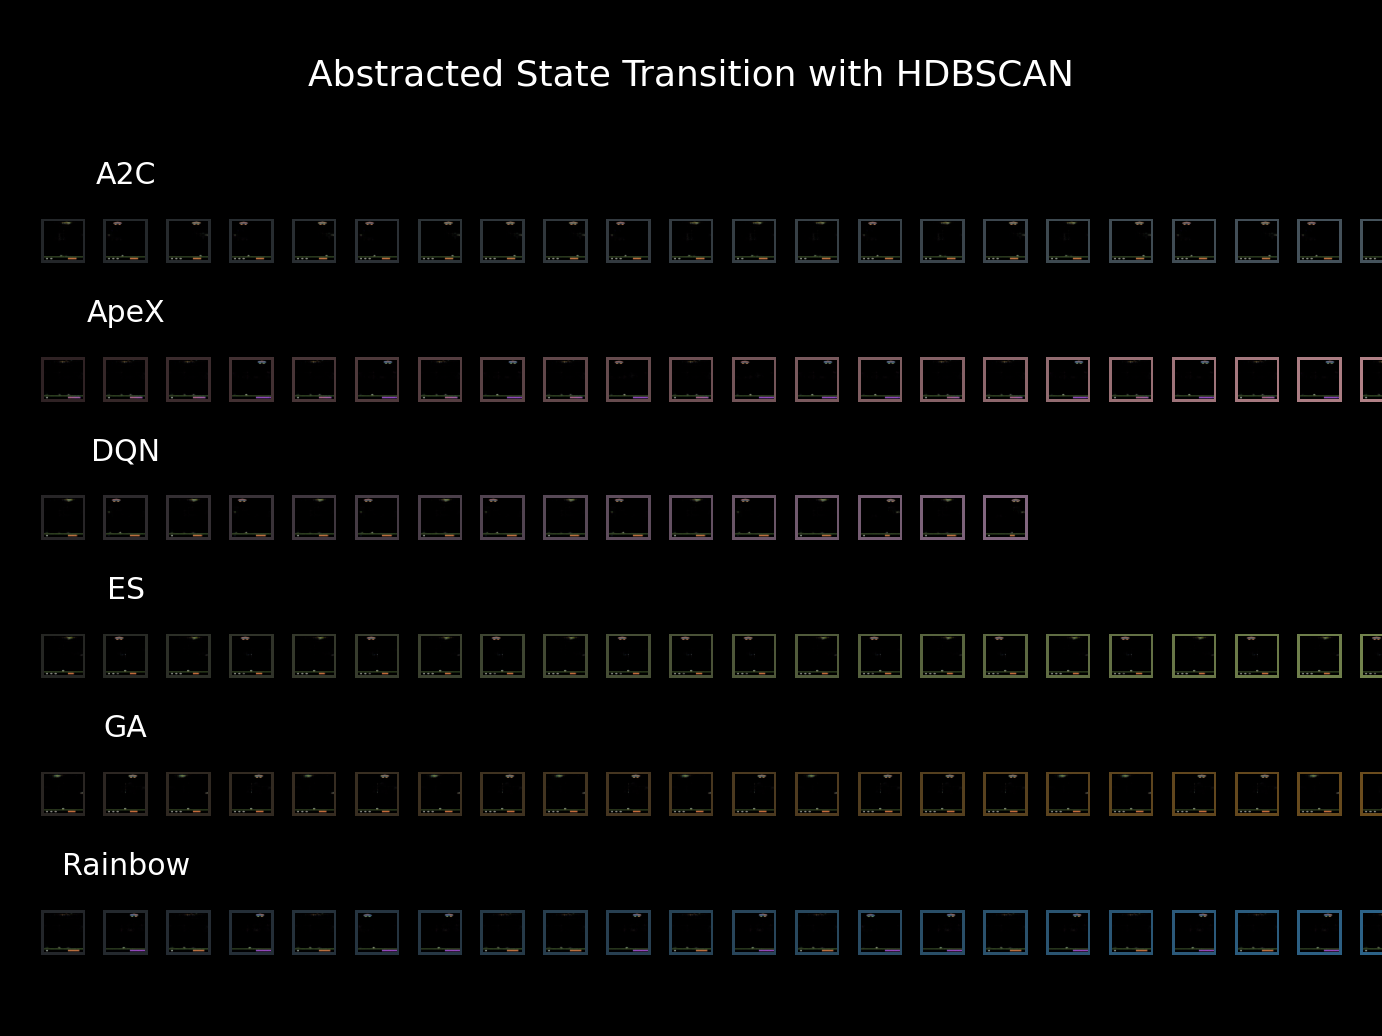 Abstracted State Transition with HDBSCAN
A2C
ApeX
DQN
ES
GA
Rainbow